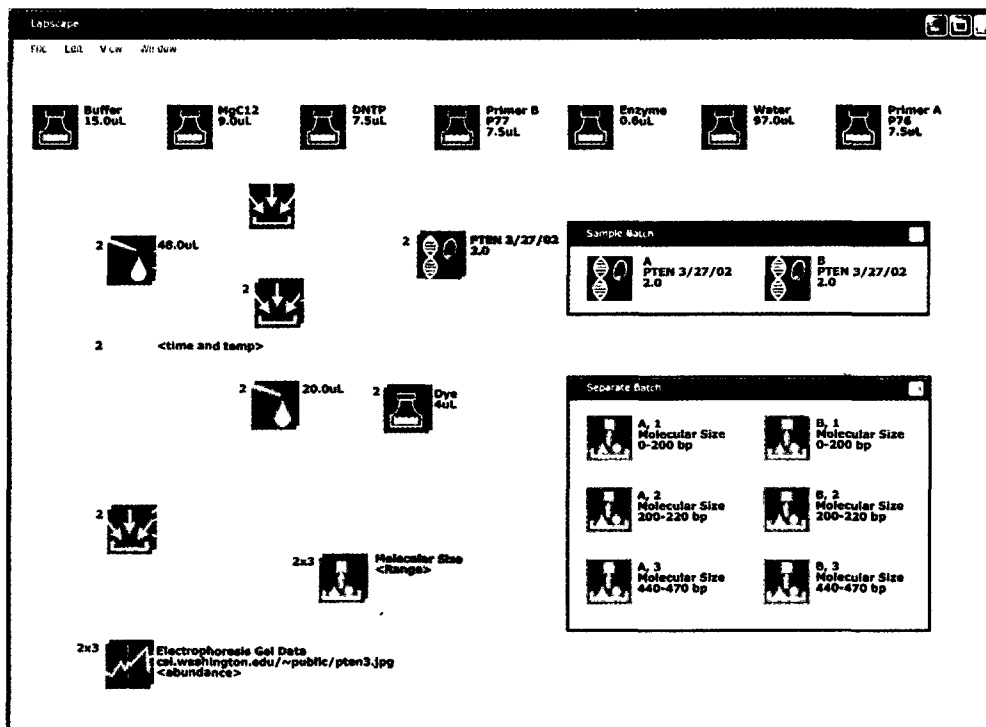 Labscape
File Edit View Window
Buffer
15.0uL
MgC12
9.0uL
DNTP
7.5uL
Primer B
P77
7.5uL
Enzyme
0.6uL
Water
97.0uL
Primer A
P76
7.5uL
2
48.0uL
2
PTEN 3/27/02
2.0
Sample Batch
A
PTEN 3/27/02
2.0
B
PTEN 3/27/02
2.0
2
2 <time and temp>
2
20.0uL
2
Dye
4uL
Separate Batch
A, 1
Molecular Size
0-200 bp
B, 1
Molecular Size
0-200 bp
A, 2
Molecular Size
200-220 bp
B, 2
Molecular Size
200-220 bp
A, 3
Molecular Size
440-470 bp
B, 3
Molecular Size
440-470 bp
2
2x3
Molecular Size
<Range>
2x3
Electrophoresis Gel Data
csl.washington.edu/~public/pten3.jpg
<abundance>